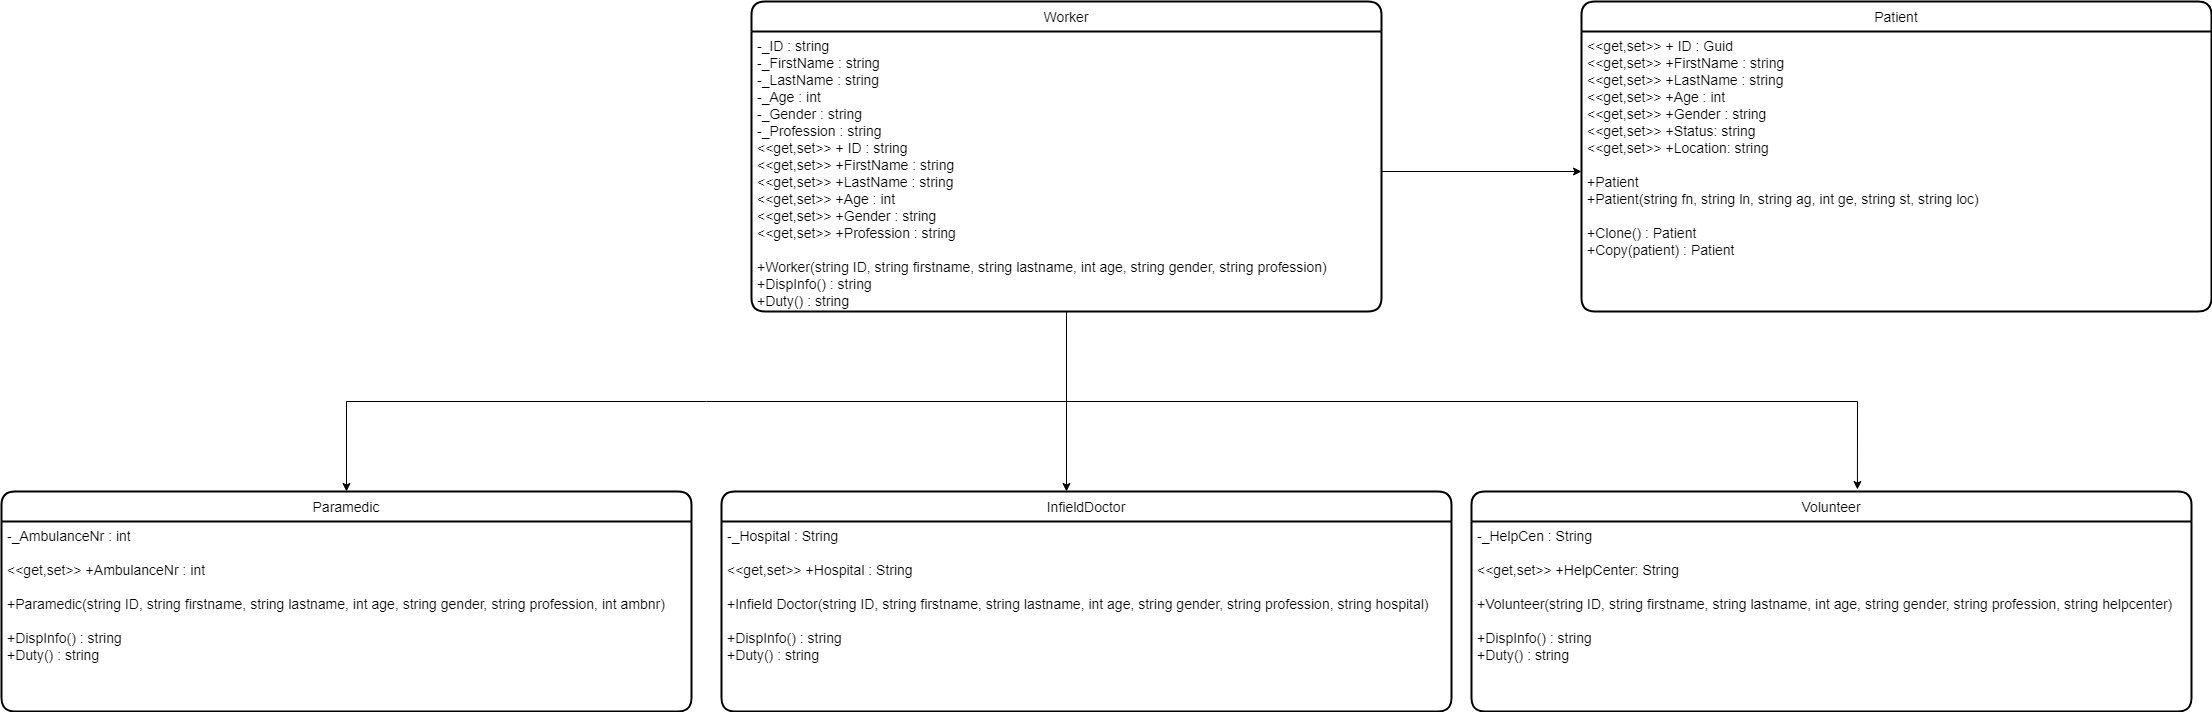 Worker
-_ID : string
-_FirstName : string
-_LastName : string
-_Age : int
-_Gender : string
-_Profession : string
<<get,set>> + ID : string
<<get,set>> +FirstName : string
<<get,set>> +LastName : string
<<get,set>> +Age : int
<<get,set>> +Gender : string
<<get,set>> +Profession : string
+Worker(string ID, string firstname, string lastname, int age, string gender, string profession)
+DispInfo() : string
+Duty() : string
Patient
<<get,set>> + ID : Guid
<<get,set>> +FirstName : string
<<get,set>> +LastName : string
<<get,set>> +Age : int
<<get,set>> +Gender : string
<<get,set>> +Status: string
<<get,set>> +Location: string
+Patient
+Patient(string fn, string ln, string ag, int ge, string st, string loc)
+Clone() : Patient
+Copy(patient) : Patient
Paramedic
-_AmbulanceNr : int
<<get,set>> +AmbulanceNr : int
+Paramedic(string ID, string firstname, string lastname, int age, string gender, string profession, int ambnr)
+DispInfo() : string
+Duty() : string
InfieldDoctor
-_Hospital : String
<<get,set>> +Hospital : String
+Infield Doctor(string ID, string firstname, string lastname, int age, string gender, string profession, string hospital)
+DispInfo() : string
+Duty() : string
Volunteer
-_HelpCen : String
<<get,set>> +HelpCenter: String
+Volunteer(string ID, string firstname, string lastname, int age, string gender, string profession, string helpcenter)
+DispInfo() : string
+Duty() : string